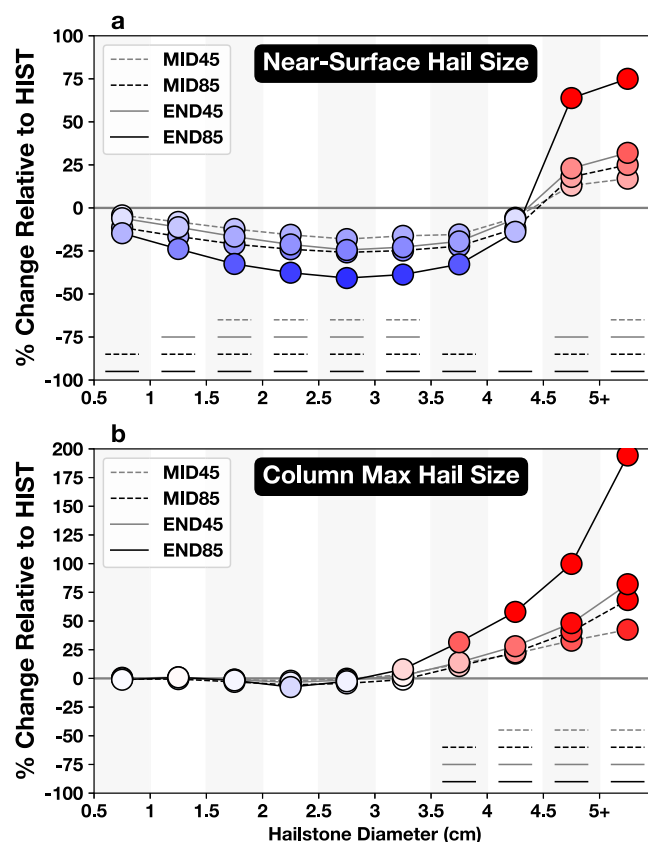 a
Near-Surface Hail Size
MID45
MID85
END45
END85
% Change Relative to HIST
100
75
50
25
0
-25
-50
-75
-100
0.5 1 1.5 2 2.5 3 3.5 4 4.5 5+
b
Column Max Hail Size
MID45
MID85
END45
END85
% Change Relative to HIST
200
175
150
125
100
75
50
25
0
-25
-50
-75
-100
0.5 1 1.5 2 2.5 3 3.5 4 4.5 5+
Hailstone Diameter (cm)